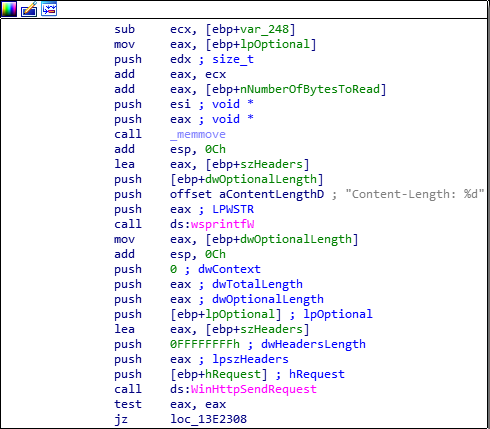 sub ecx, [ebp+var_248]
mov eax, [ebp+lpOptional]
push edx ; size_t
add eax, ecx
add eax, [ebp+nNumberOfBytesToRead]
push esi ; void *
push eax ; void *
call _memmove
add esp, 0Ch
lea eax, [ebp+szHeaders]
push [ebp+dwOptionalLength]
push offset aContentLengthD ; "Content-Length: %d"
push eax ; LPWSTR
call ds:wsprintfW
mov eax, [ebp+dwOptionalLength]
add esp, 0Ch
push 0 ; dwContext
push eax ; dwTotalLength
push eax ; dwOptionalLength
push [ebp+lpOptional] ; lpOptional
lea eax, [ebp+szHeaders]
push 0FFFFFFFFh ; dwHeadersLength
push eax ; lpszHeaders
push [ebp+hRequest] ; hRequest
call ds:WinHttpSendRequest
test eax, eax
jz loc_13E2308